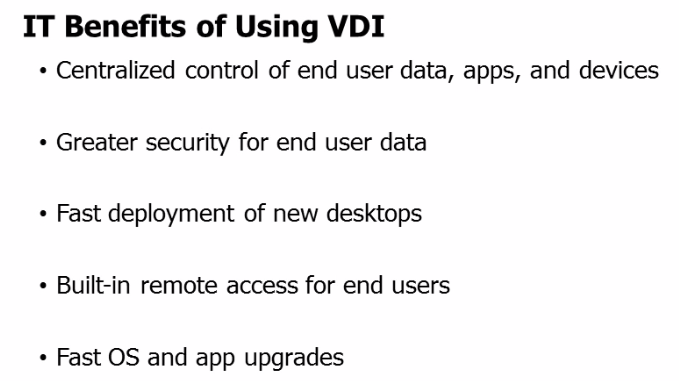 IT Benefits of Using VDI
• Centralized control of end user data, apps, and devices
• Greater security for end user data
• Fast deployment of new desktops
• Built-in remote access for end users
• Fast OS and app upgrades